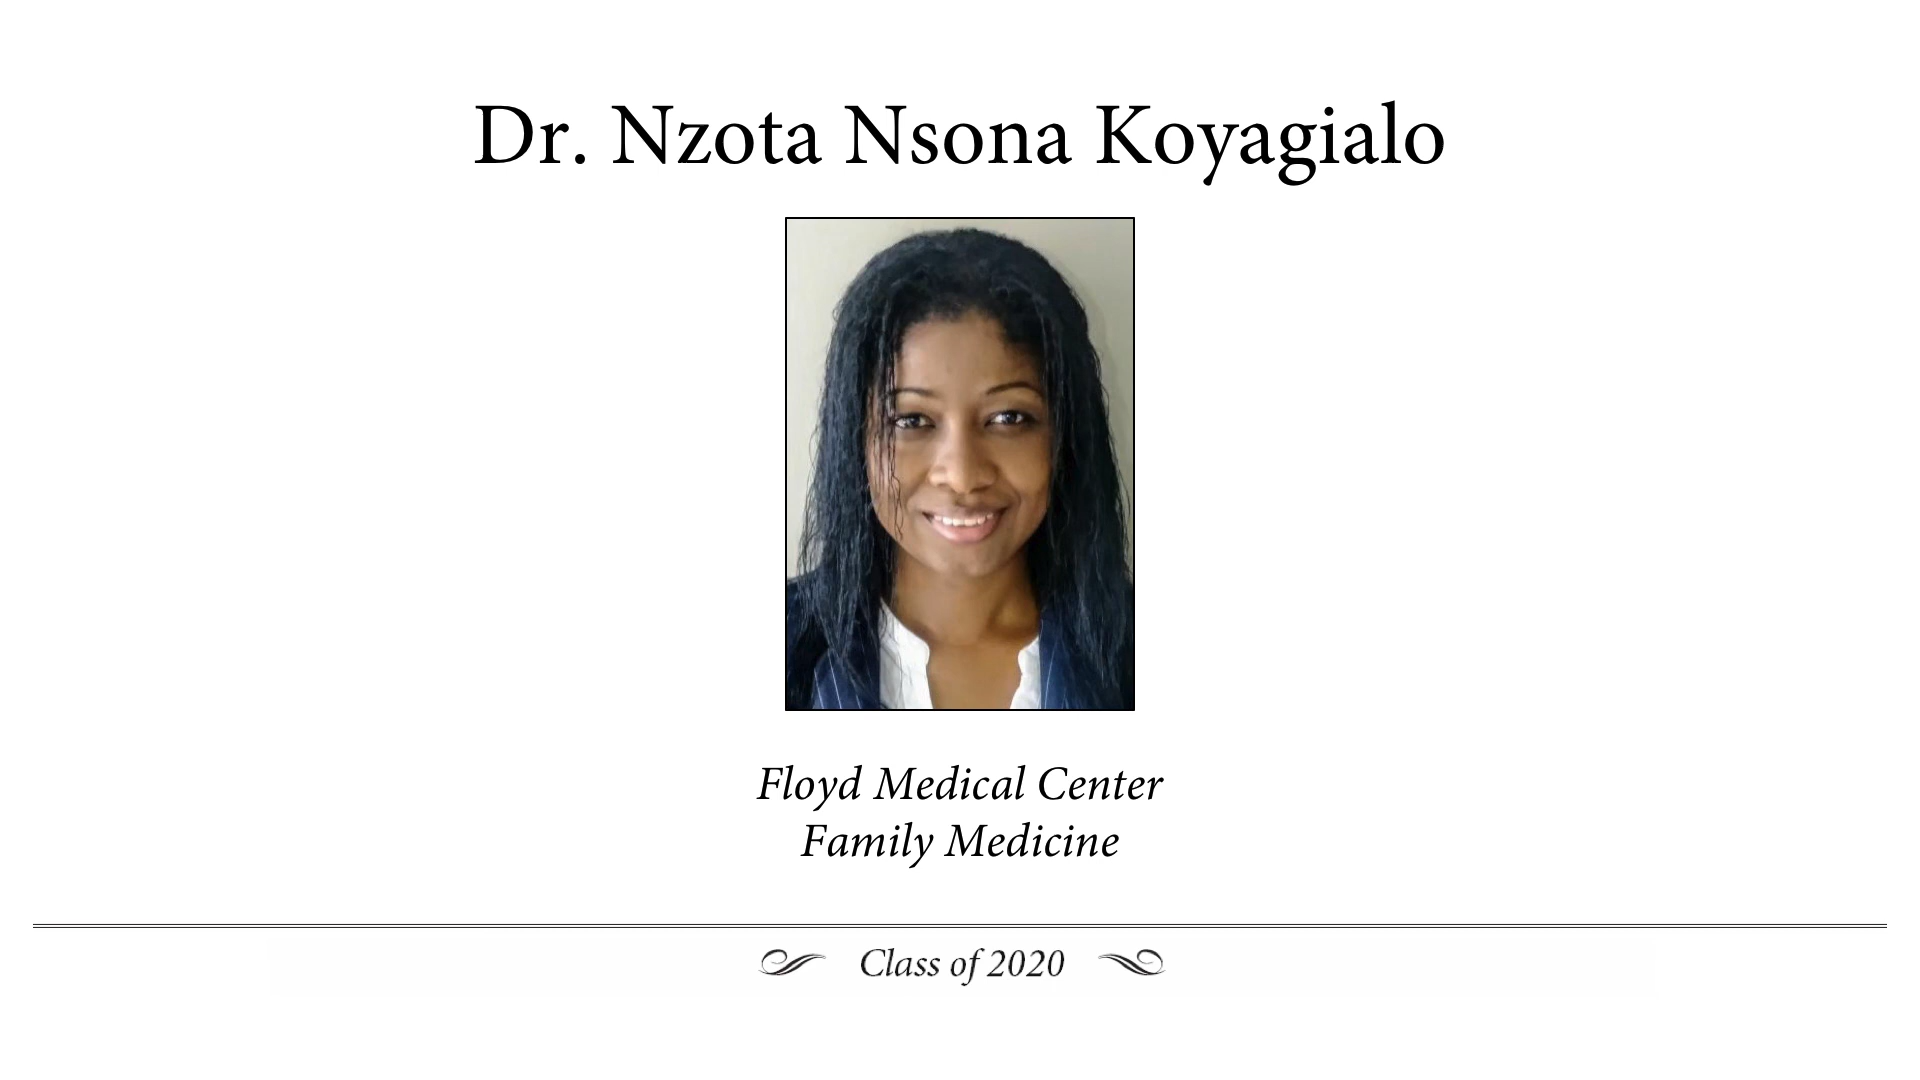 Dr. Nzota Nsona Koyagialo
Floyd Medical Center
Family Medicine
Class of 2020